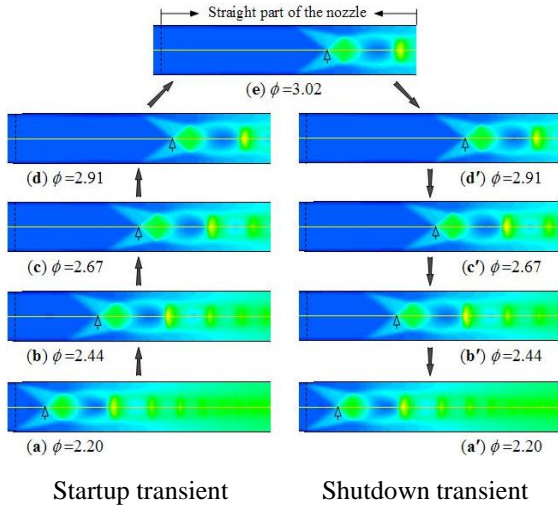 Straight part of the nozzle
(e) ϕ=3.02
(d) ϕ=2.91
(c) ϕ=2.67
(b) ϕ=2.44
(a) ϕ=2.20
Startup transient
(d′) ϕ=2.91
(c′) ϕ=2.67
(b′) ϕ=2.44
(a′) ϕ=2.20
Shutdown transient